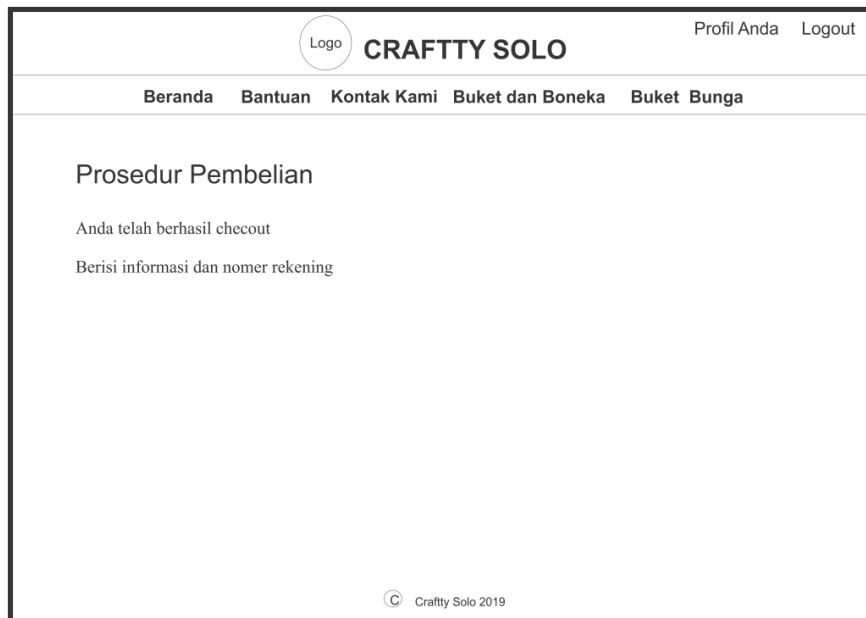 Profil Anda Logout
Logo CRAFTTY SOLO
Beranda Bantuan Kontak Kami Buket dan Boneka Buket Bunga
Prosedur Pembelian
Anda telah berhasil checout
Berisi informasi dan nomer rekening
C Craftty Solo 2019